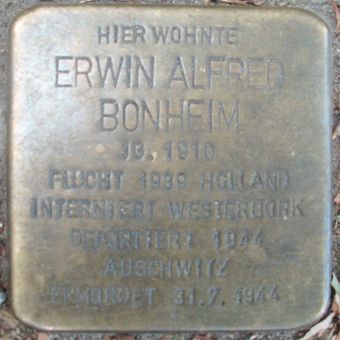 HIER WOHNTE
ERWIN ALFRED
BONHEIM
JG. 1910
FLUCHT 1939 HOLLAND
INTERNIERT WESTERBORK
DEPORTIERT 1944
AUSCHWITZ
ERMORDET 31.7.1944